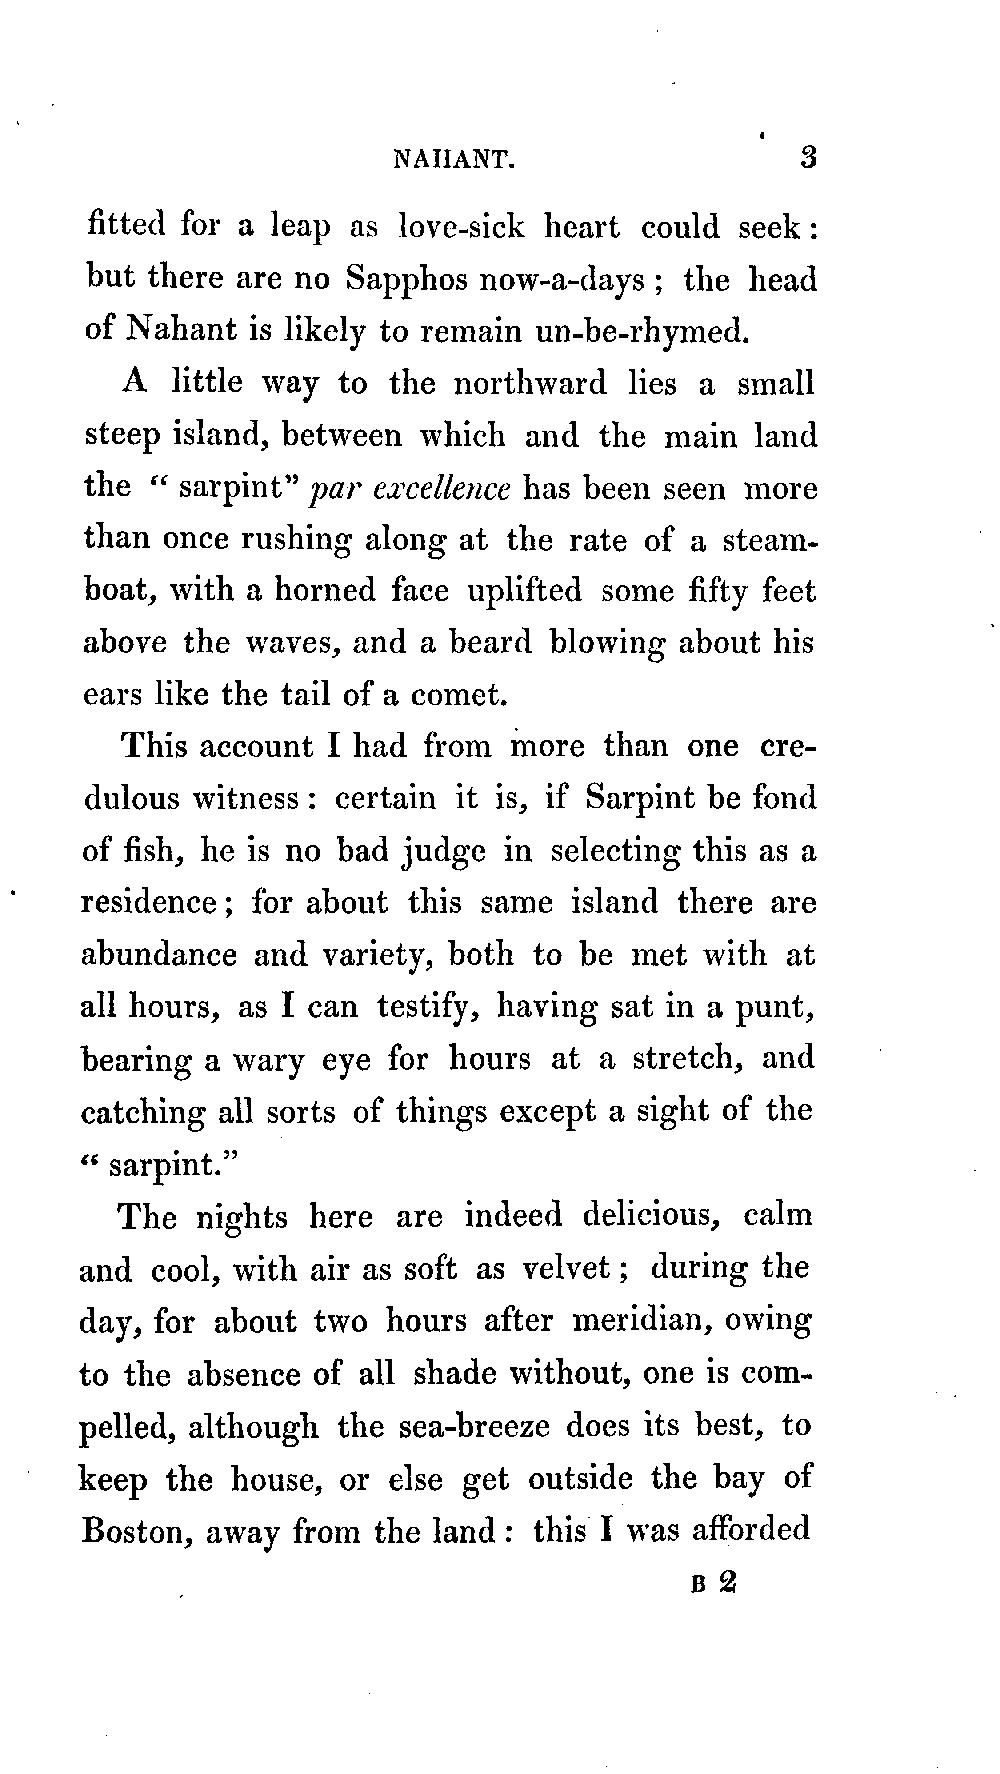 NAHANT. 3
fitted for a leap as love-sick heart could seek :
but there are no Sapphos now-a-days ; the head
of Nahant is likely to remain un-be-rhymed.
A little way to the northward lies a small
steep island, between which and the main land
the “ sarpint” par excellence has been seen more
than once rushing along at the rate of a steam-
boat, with a horned face uplifted some fifty feet
above the waves, and a beard blowing about his
ears like the tail of a comet.
This account I had from more than one cre-
dulous witness : certain it is, if Sarpint be fond
of fish, he is no bad judge in selecting this as a
residence ; for about this same island there are
abundance and variety, both to be met with at
all hours, as I can testify, having sat in a punt,
bearing a wary eye for hours at a stretch, and
catching all sorts of things except a sight of the
“ sarpint.”
The nights here are indeed delicious, calm
and cool, with air as soft as velvet ; during the
day, for about two hours after meridian, owing
to the absence of all shade without, one is com-
pelled, although the sea-breeze does its best, to
keep the house, or else get outside the bay of
Boston, away from the land : this I was afforded
B 2